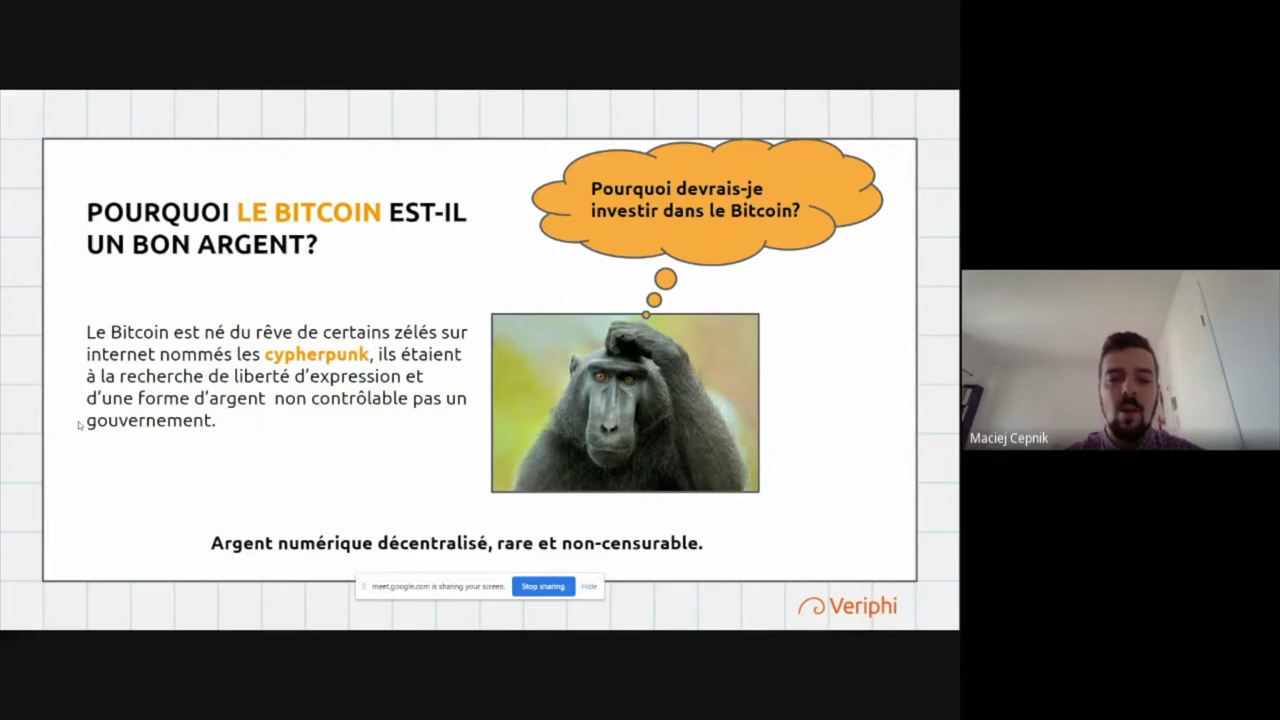 POURQUOI LE BITCOIN EST-IL
UN BON ARGENT?
Pourquoi devrais-je
investir dans le Bitcoin?
Le Bitcoin est né du rêve de certains zélés sur
internet nommés les cypherpunk, ils étaient
à la recherche de liberté d'expression et
d'une forme d'argent non contrôlable pas un
gouvernement.
Argent numérique décentralisé, rare et non-censurable.
meet.google.com is sharing your screen.
Stop sharing
Hide
Veriphi
Maciej Cepnik